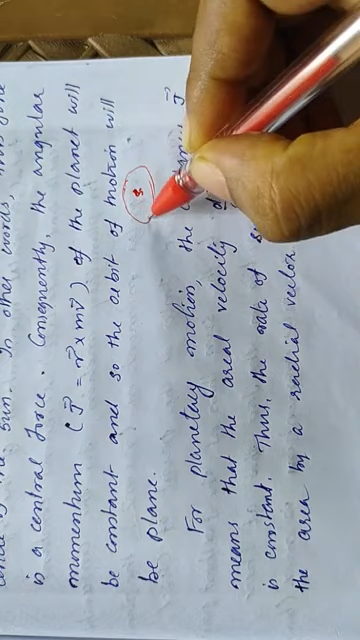 the sun. In other words,
is a central force. Consequently, the angular
momentum (J⃗ = r⃗ × mv⃗) of the planet will
be constant and so the orbit of motion will
be plane.
s
For planetary motion, the J⃗
means that the areal velocity
is constant. Thus, the rate of
the area by a radial vector